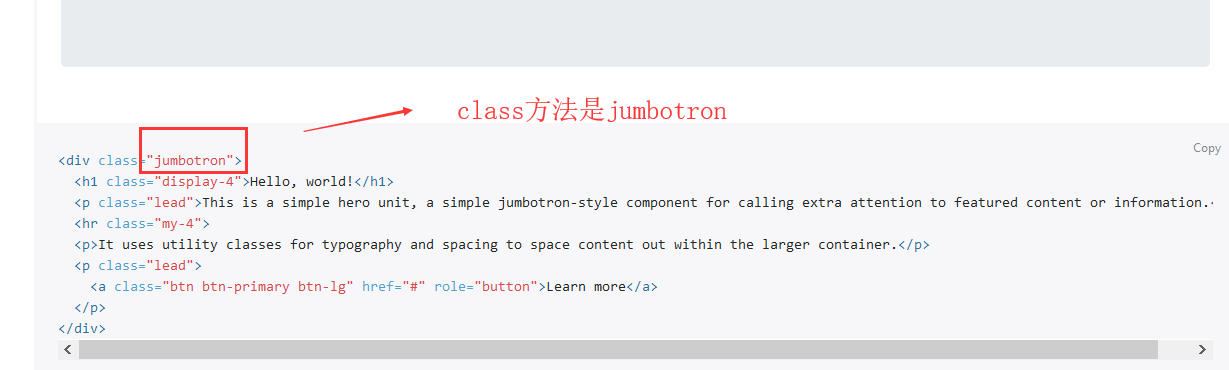 class方法是jumbotron
Copy
<div class="jumbotron">
<h1 class="display-4">Hello, world!</h1>
<p class="lead">This is a simple hero unit, a simple jumbotron-style component for calling extra attention to featured content or information.<
<hr class="my-4">
<p>It uses utility classes for typography and spacing to space content out within the larger container.</p>
<p class="lead">
<a class="btn btn-primary btn-lg" href="#" role="button">Learn more</a>
</p>
</div>